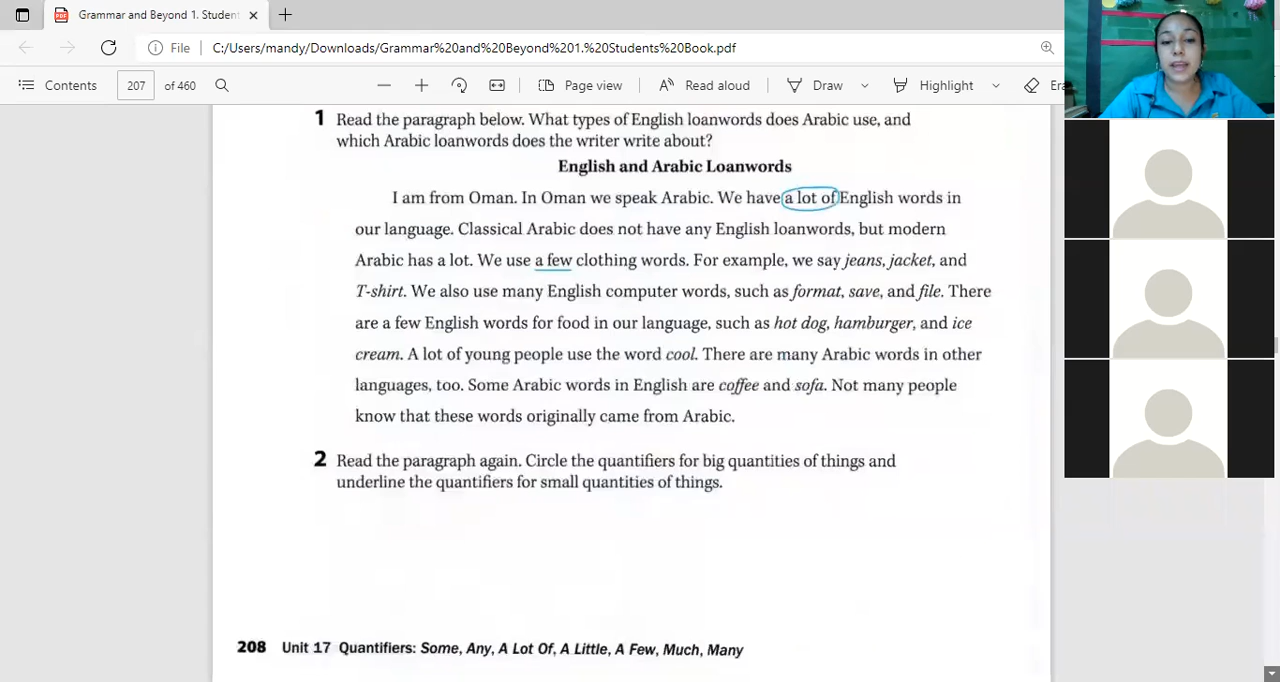 Grammar and Beyond 1. Student
File
C:/Users/mandy/Downloads/Grammar%20and%20Beyond%201.%20Students%20Book.pdf
Contents
207
of 460
Page view
Read aloud
Draw
Highlight
Era
1 Read the paragraph below. What types of English loanwords does Arabic use, and
which Arabic loanwords does the writer write about?
English and Arabic Loanwords
I am from Oman. In Oman we speak Arabic. We have a lot of English words in
our language. Classical Arabic does not have any English loanwords, but modern
Arabic has a lot. We use a few clothing words. For example, we say jeans, jacket, and
T-shirt. We also use many English computer words, such as format, save, and file. There
are a few English words for food in our language, such as hot dog, hamburger, and ice
cream. A lot of young people use the word cool. There are many Arabic words in other
languages, too. Some Arabic words in English are coffee and sofa. Not many people
know that these words originally came from Arabic.
2 Read the paragraph again. Circle the quantifiers for big quantities of things and
underline the quantifiers for small quantities of things.
208 Unit 17 Quantifiers: Some, Any, A Lot Of, A Little, A Few, Much, Many